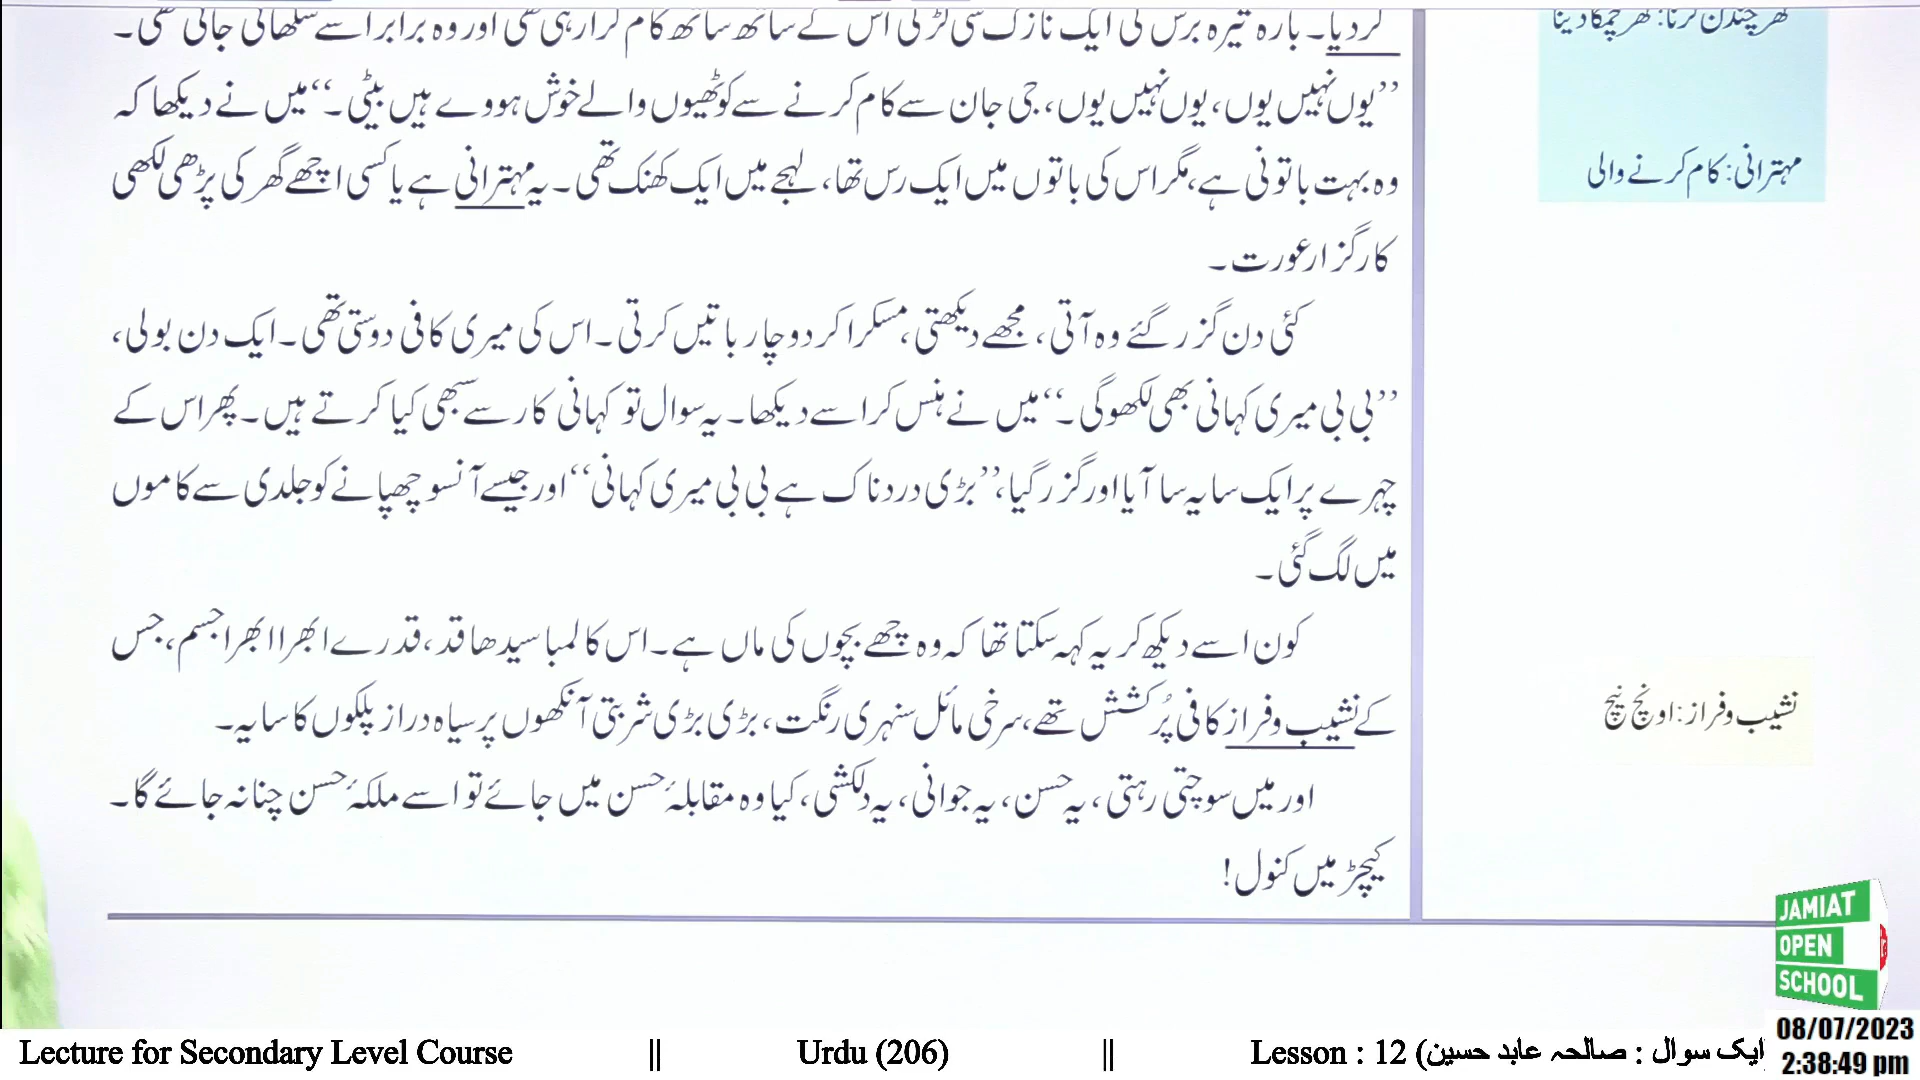 کردیا۔ بارہ تیرہ برس کی ایک نازک سی لڑکی اس کے ساتھ ساتھ کام کرا رہی تھی اور وہ برابر اسے سکھاتی جاتی تھی۔
’’یوں نہیں یوں، یوں نہیں یوں، جی جان سے کام کرنے سے کوٹھیوں والے خوش ہووے ہیں بیٹی۔‘‘ میں نے دیکھا کہ
وہ بہت باتونی ہے، مگر اس کی باتوں میں ایک رس تھا، لہجے میں ایک کھنک تھی۔ یہ مہترانی ہے یا کسی اچھے گھر کی پڑھی لکھی
کارگزار عورت۔
کئی دن گزر گئے وہ آتی، مجھے دیکھتی، مسکرا کر دو چار باتیں کرتی۔ اس کی میری کافی دوستی تھی۔ ایک دن بولی،
’’بی بی میری کہانی بھی لکھوگی۔‘‘ میں نے ہنس کر اسے دیکھا۔ یہ سوال تو کہانی کار سے سبھی کیا کرتے ہیں۔ پھر اس کے
چہرے پر ایک سایہ سا آیا اور گزر گیا، ’’بڑی دردناک ہے بی بی میری کہانی‘‘ اور جیسے آنسو چھپانے کو جلدی سے کاموں
میں لگ گئی۔
کون اسے دیکھ کر یہ کہہ سکتا تھا کہ وہ چھے بچوں کی ماں ہے۔ اس کا لمبا سیدھا قد، قدرے ابھرا ابھرا جسم، جس
کے نشیب و فراز کافی پُرکشش تھے، سرخی مائل سنہری رنگت، بڑی بڑی شربتی آنکھوں پر سیاہ دراز پلکوں کا سایہ۔
اور میں سوچتی رہتی، یہ حسن، یہ جوانی، یہ دلکشی، کیا وہ مقابلۂ حسن میں جائے تو اسے ملکۂ حسن چنا نہ جائے گا۔
کیچڑ میں کنول!
گھر چندن کرنا: گھر چمکا دینا
مہترانی: کام کرنے والی
نشیب و فراز: اونچ نیچ
JAMIAT
OPEN
SCHOOL
Lecture for Secondary Level Course || Urdu (206) || Lesson : 12 (ایک سوال : صالحہ عابد حسین
08/07/2023
2:38:49 pm